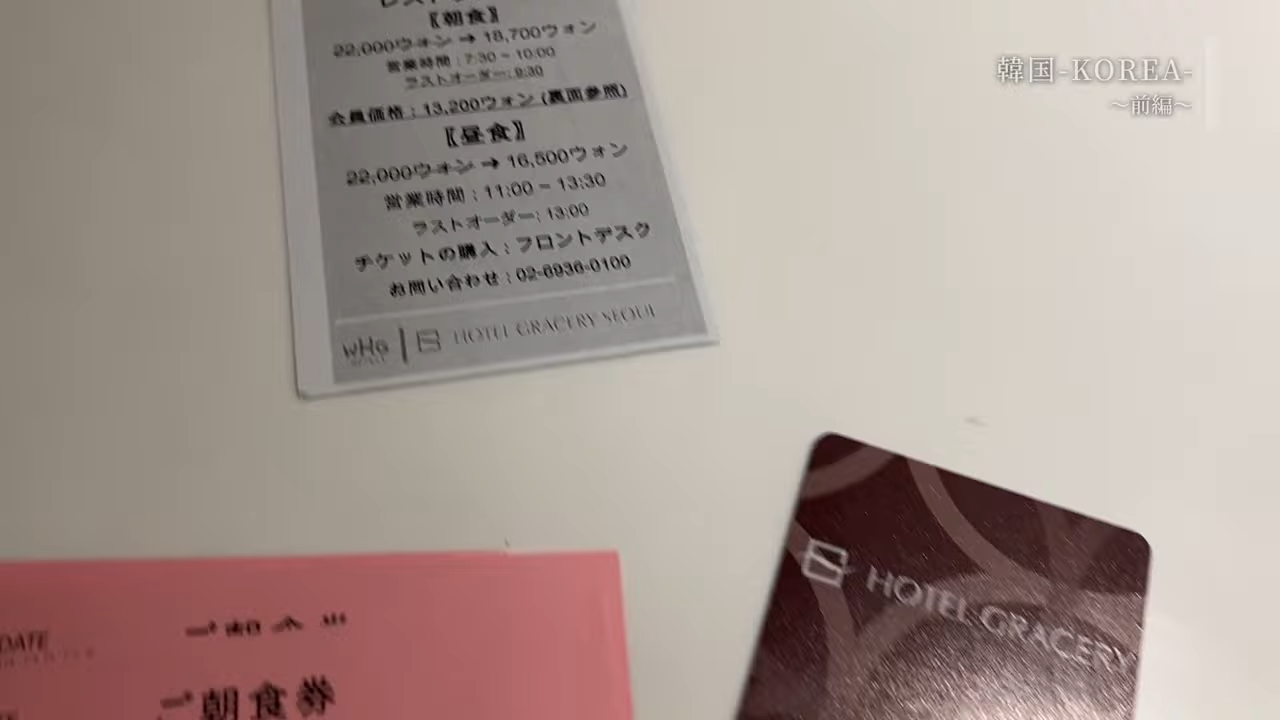 〖朝食〗
22,000ウォン → 18,700ウォン
営業時間 : 7:30 ~ 10:00
ラストオーダー: 9:30
会員価格 : 13,200ウォン (裏面参照)
〖昼食〗
22,000ウォン → 16,500ウォン
営業時間 : 11:00 ~ 13:30
ラストオーダー: 13:00
チケットの購入 : フロントデスク
お問い合わせ : 02-6936-0100
WHG HOTEL GRACERY SEOUL
韓国-KOREA-
~前編~
HOTEL GRACERY
DATE
ご朝食券